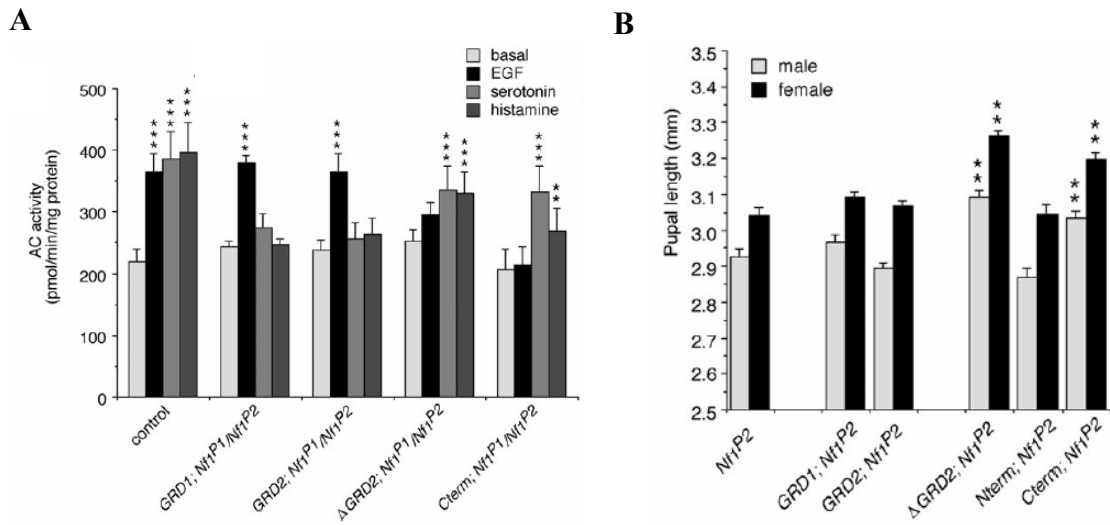 A
basal
EGF
serotonin
histamine
500
400
300
200
100
0
AC activity
(pmol/min/mg protein)
***
***
***
***
***
***
***
***
**
control
GRD1; Nf1P1/Nf1P2
GRD2; Nf1P1/Nf1P2
ΔGRD2; Nf1P1/Nf1P2
Cterm; Nf1P1/Nf1P2
B
male
female
3.5
3.4
3.3
3.2
3.1
3.0
2.9
2.8
2.7
2.6
2.5
Pupal length (mm)
**
**
**
**
Nf1P2
GRD1; Nf1P2
GRD2; Nf1P2
ΔGRD2; Nf1P2
Nterm; Nf1P2
Cterm; Nf1P2